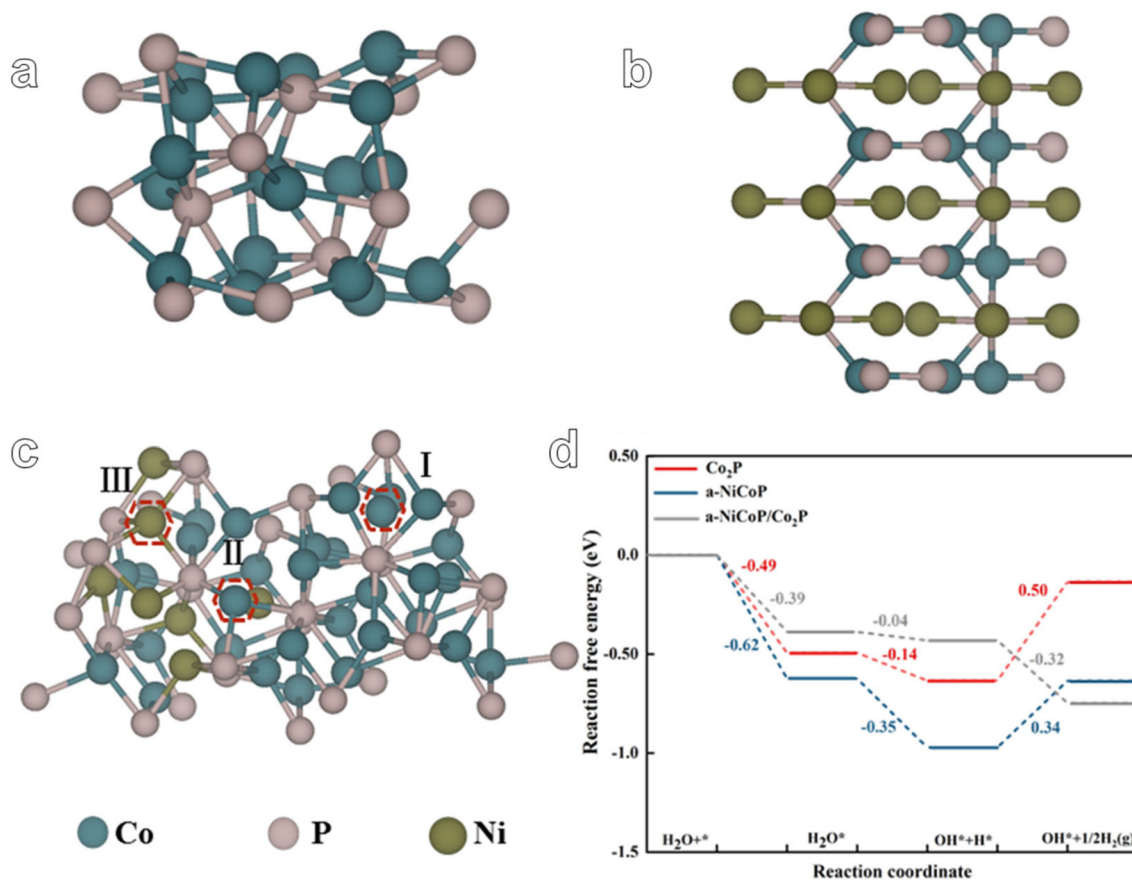 a
b
c
III
II
I
Co
P
Ni
d
Reaction free energy (eV)
0.50
0.0
-0.50
-1.0
-1.5
Co₂P
a-NiCoP
a-NiCoP/Co₂P
-0.49
-0.39
-0.62
-0.04
-0.14
-0.35
0.50
-0.32
0.34
H₂O+*
H₂O*
OH*+H*
OH*+1/2H₂(g)
Reaction coordinate